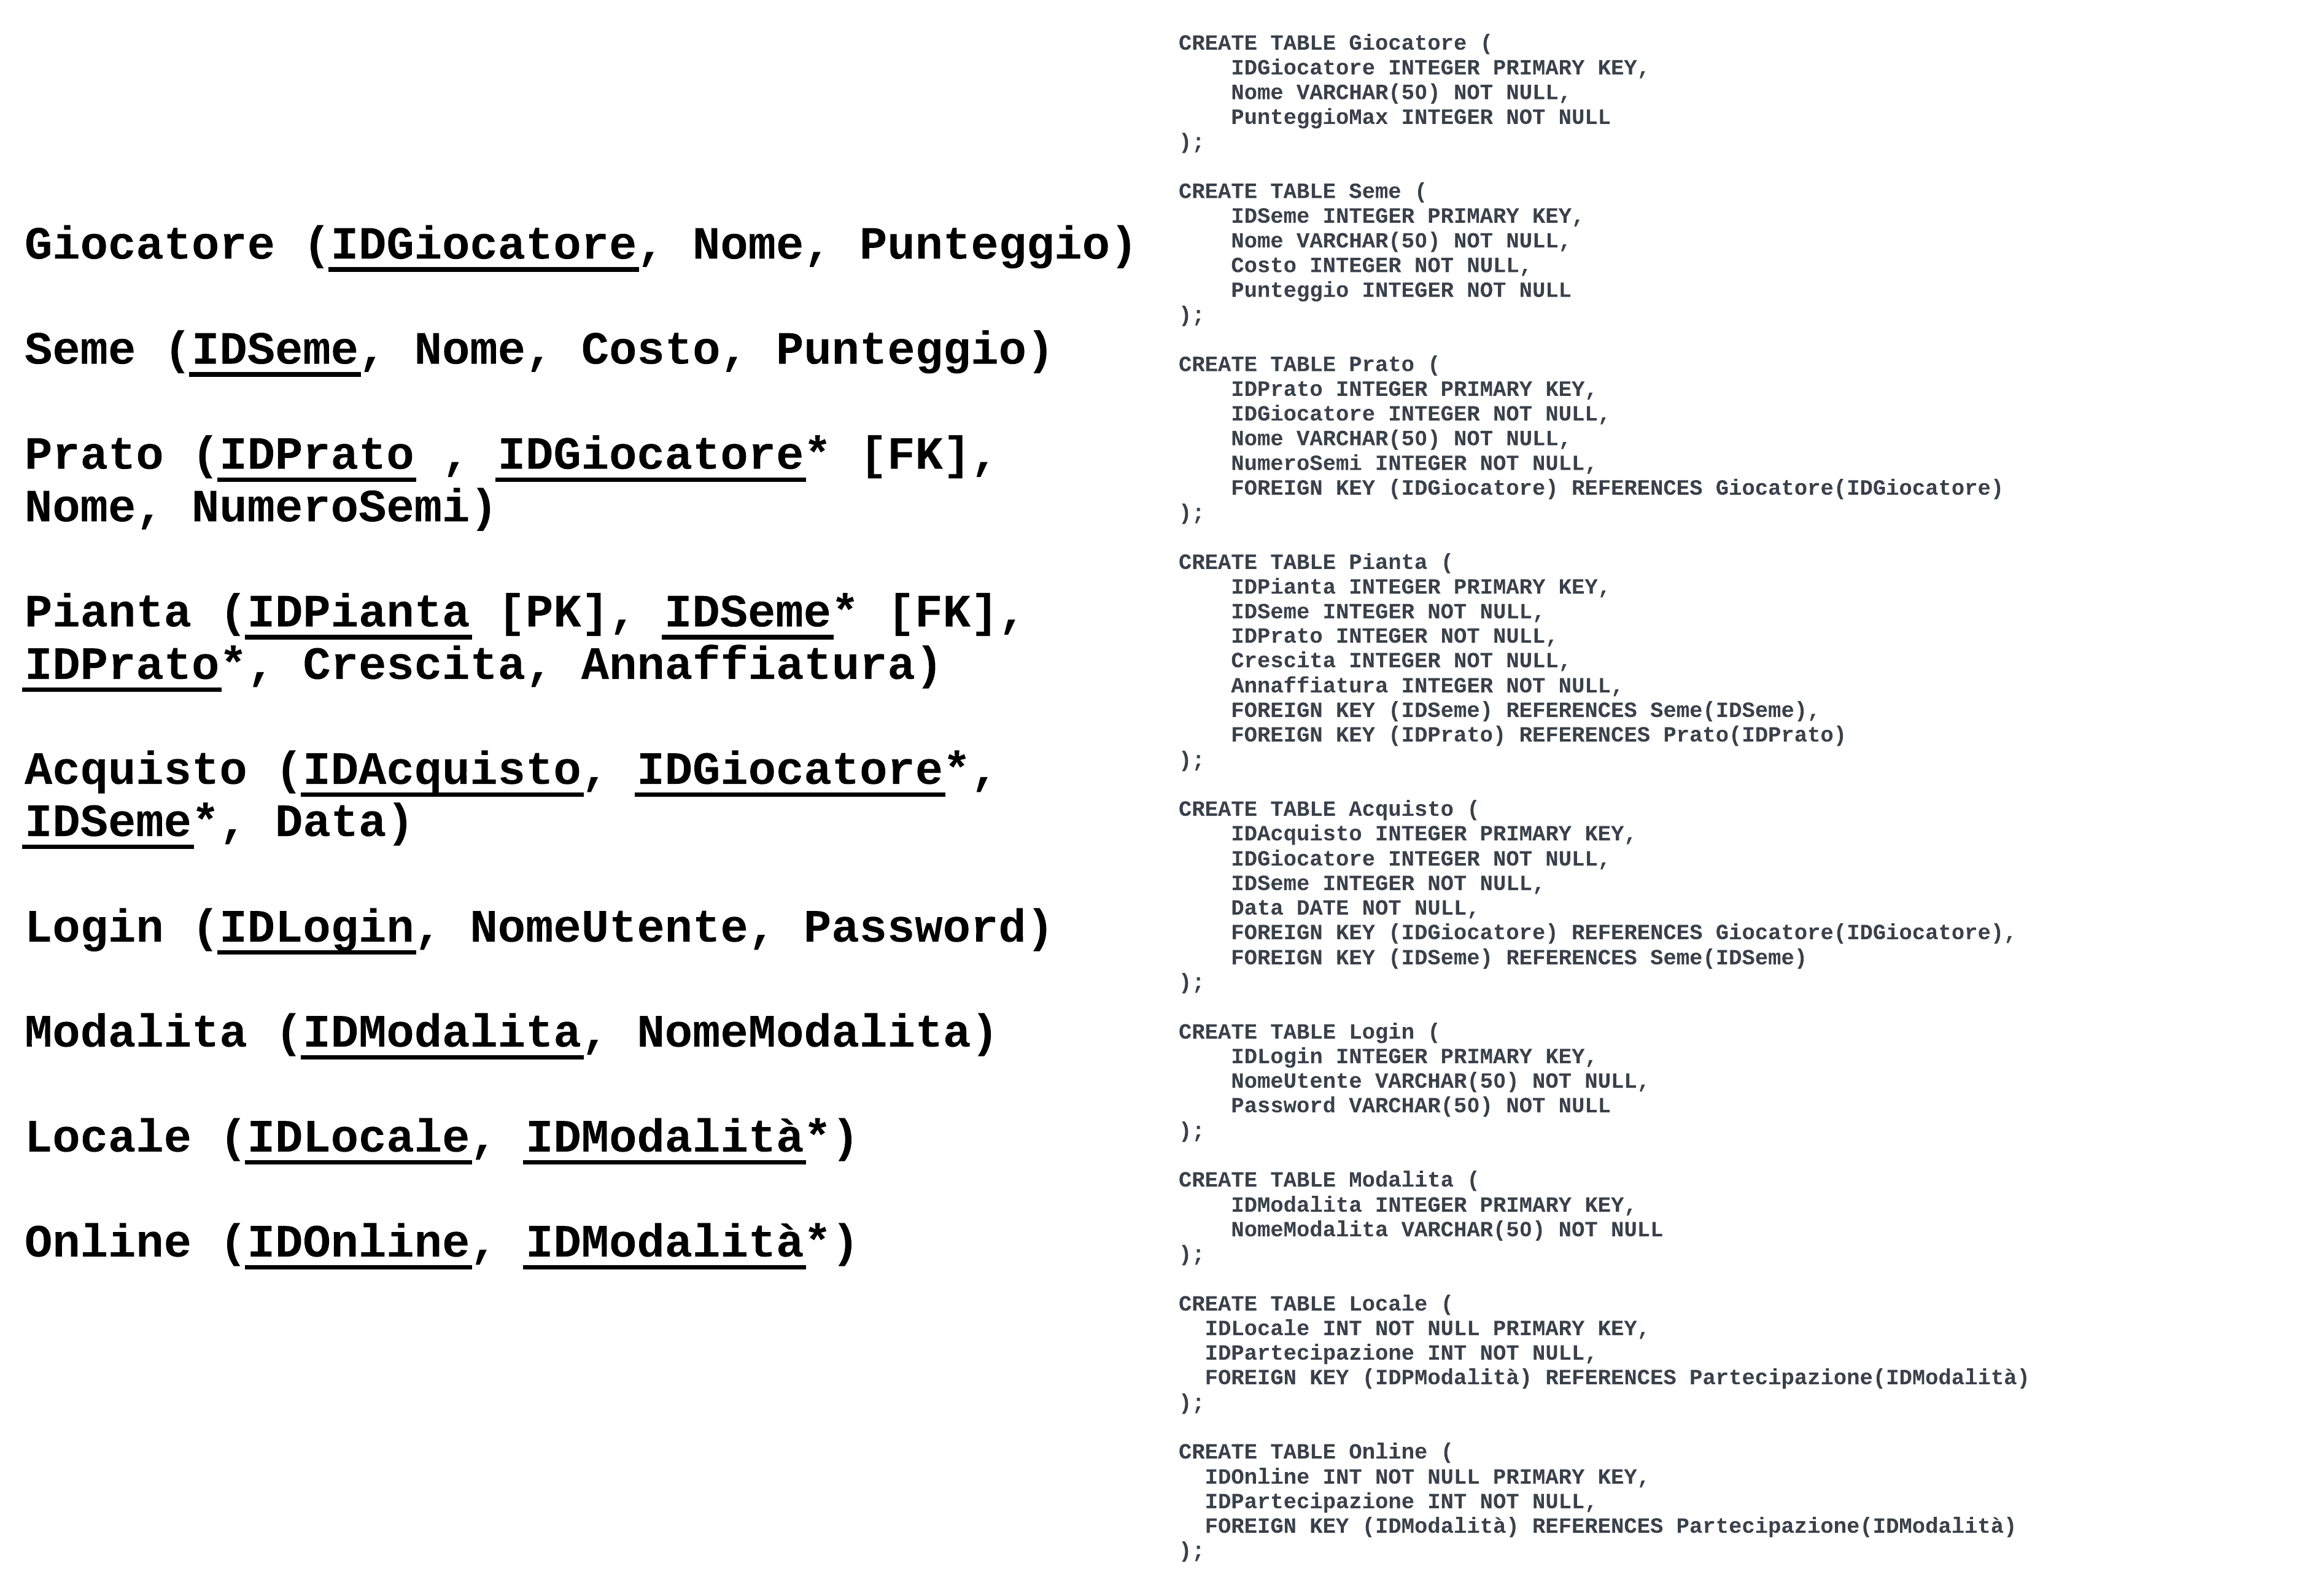 Giocatore (IDGiocatore, Nome, Punteggio)
Seme (IDSeme, Nome, Costo, Punteggio)
Prato (IDPrato , IDGiocatore* [FK],
Nome, NumeroSemi)
Pianta (IDPianta [PK], IDSeme* [FK],
IDPrato*, Crescita, Annaffiatura)
Acquisto (IDAcquisto, IDGiocatore*,
IDSeme*, Data)
Login (IDLogin, NomeUtente, Password)
Modalita (IDModalita, NomeModalita)
Locale (IDLocale, IDModalità*)
Online (IDOnline, IDModalità*)
CREATE TABLE Giocatore (
IDGiocatore INTEGER PRIMARY KEY,
Nome VARCHAR(50) NOT NULL,
PunteggioMax INTEGER NOT NULL
);
CREATE TABLE Seme (
IDSeme INTEGER PRIMARY KEY,
Nome VARCHAR(50) NOT NULL,
Costo INTEGER NOT NULL,
Punteggio INTEGER NOT NULL
);
CREATE TABLE Prato (
IDPrato INTEGER PRIMARY KEY,
IDGiocatore INTEGER NOT NULL,
Nome VARCHAR(50) NOT NULL,
NumeroSemi INTEGER NOT NULL,
FOREIGN KEY (IDGiocatore) REFERENCES Giocatore(IDGiocatore)
);
CREATE TABLE Pianta (
IDPianta INTEGER PRIMARY KEY,
IDSeme INTEGER NOT NULL,
IDPrato INTEGER NOT NULL,
Crescita INTEGER NOT NULL,
Annaffiatura INTEGER NOT NULL,
FOREIGN KEY (IDSeme) REFERENCES Seme(IDSeme),
FOREIGN KEY (IDPrato) REFERENCES Prato(IDPrato)
);
CREATE TABLE Acquisto (
IDAcquisto INTEGER PRIMARY KEY,
IDGiocatore INTEGER NOT NULL,
IDSeme INTEGER NOT NULL,
Data DATE NOT NULL,
FOREIGN KEY (IDGiocatore) REFERENCES Giocatore(IDGiocatore),
FOREIGN KEY (IDSeme) REFERENCES Seme(IDSeme)
);
CREATE TABLE Login (
IDLogin INTEGER PRIMARY KEY,
NomeUtente VARCHAR(50) NOT NULL,
Password VARCHAR(50) NOT NULL
);
CREATE TABLE Modalita (
IDModalita INTEGER PRIMARY KEY,
NomeModalita VARCHAR(50) NOT NULL
);
CREATE TABLE Locale (
IDLocale INT NOT NULL PRIMARY KEY,
IDPartecipazione INT NOT NULL,
FOREIGN KEY (IDPModalità) REFERENCES Partecipazione(IDModalità)
);
CREATE TABLE Online (
IDOnline INT NOT NULL PRIMARY KEY,
IDPartecipazione INT NOT NULL,
FOREIGN KEY (IDModalità) REFERENCES Partecipazione(IDModalità)
);